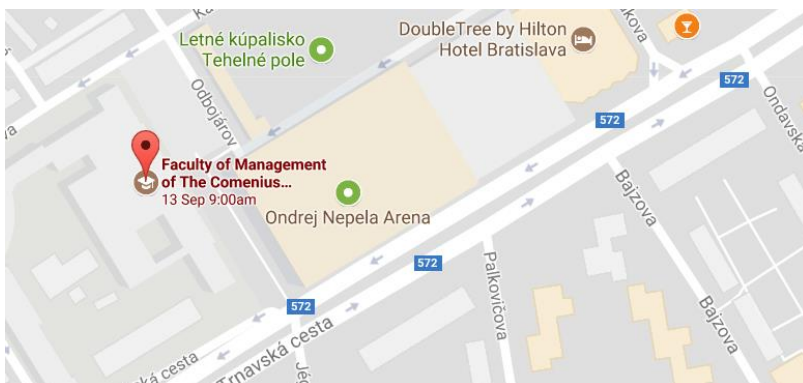 Letné kúpalisko
Tehelné pole
DoubleTree by Hilton
Hotel Bratislava
572
572
Odbojárov
Ondavská
Faculty of Management
of The Comenius...
13 Sep 9:00am
Ondrej Nepela Arena
Bajzova
572
Palkovičova
Bajzova
572
Trnavská cesta